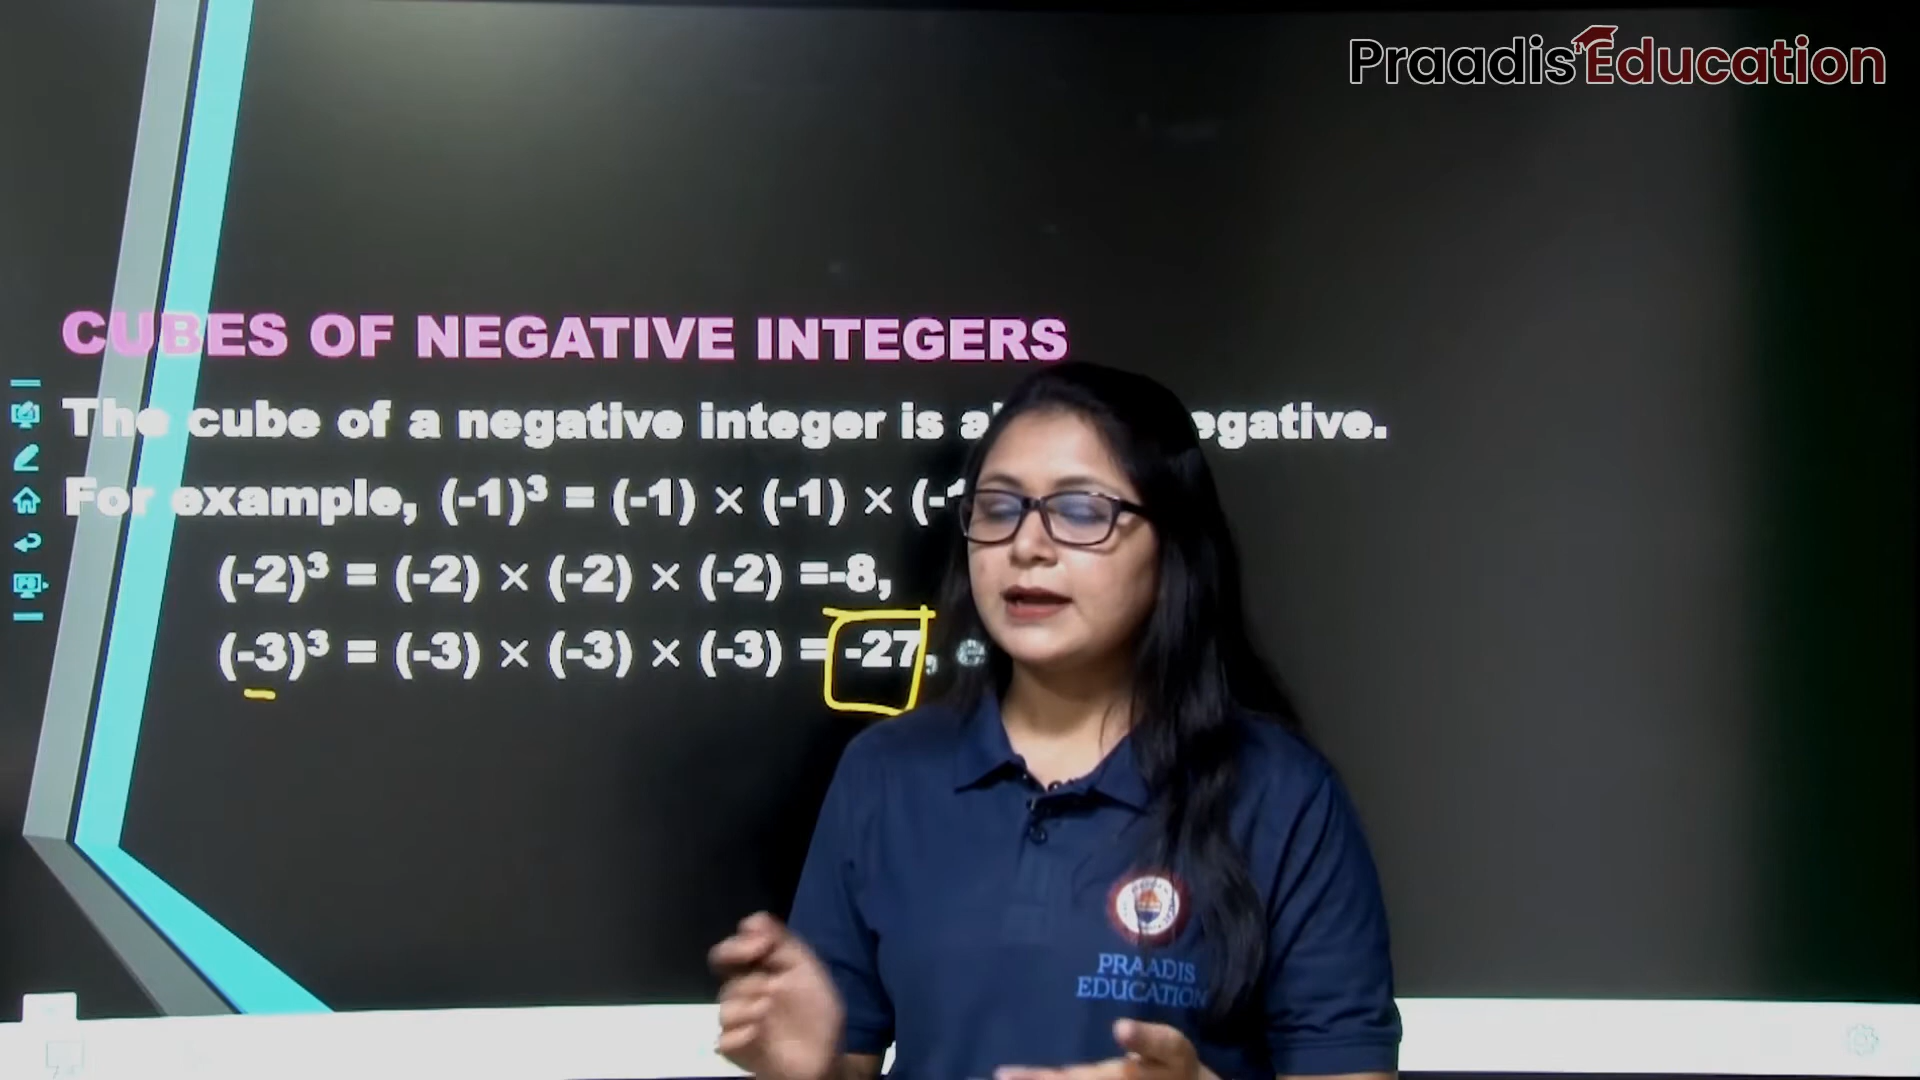 Praadis Education
CUBES OF NEGATIVE INTEGERS
The cube of a negative integer is negative.
For example, (-1)³ = (-1) × (-1) ×
(-2)³ = (-2) × (-2) × (-2) =-8,
(-3)³ = (-3) × (-3) × (-3) = -27,
PRAADIS
EDUCATION